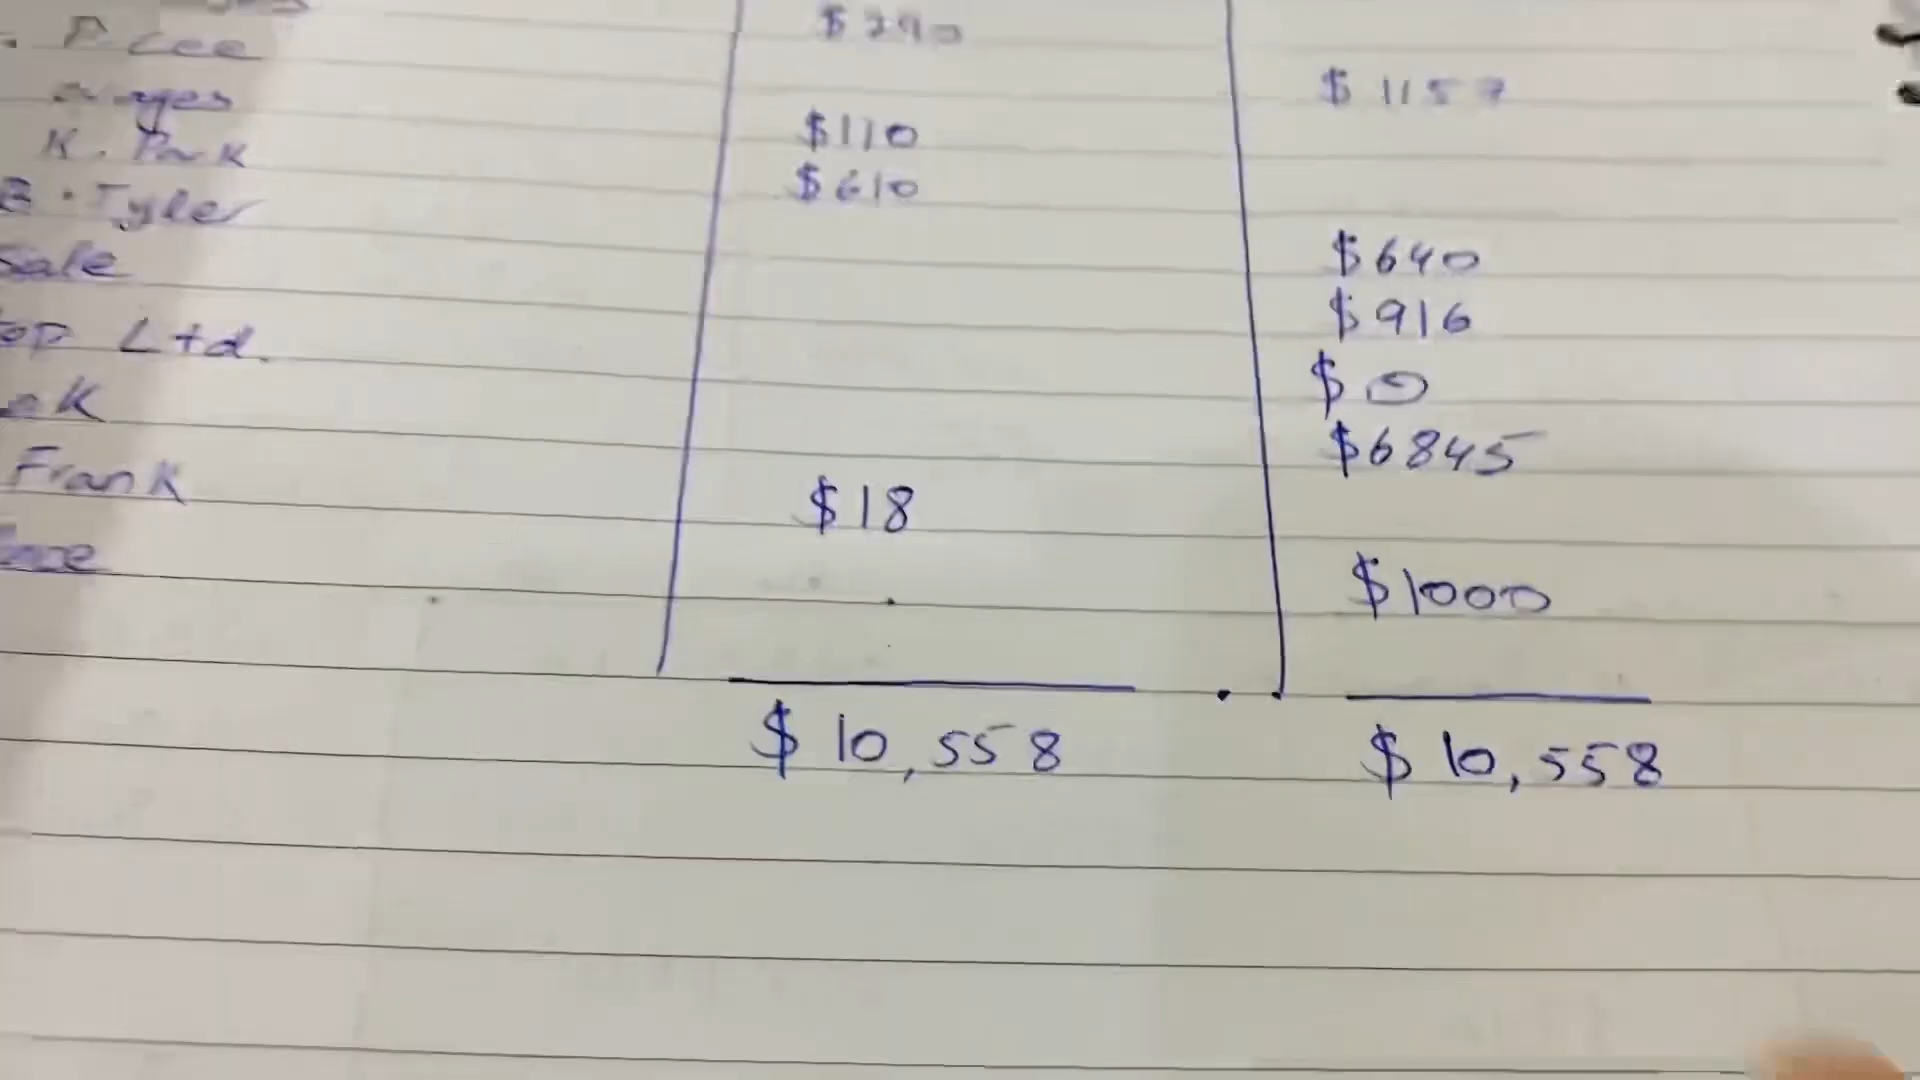 P Lee $290
$1157
$110
K. Park $610
B. Tyler
Sale $640
Ltd. $916
$0
Frank $6845
$18
$1000
$10,558 $10,558